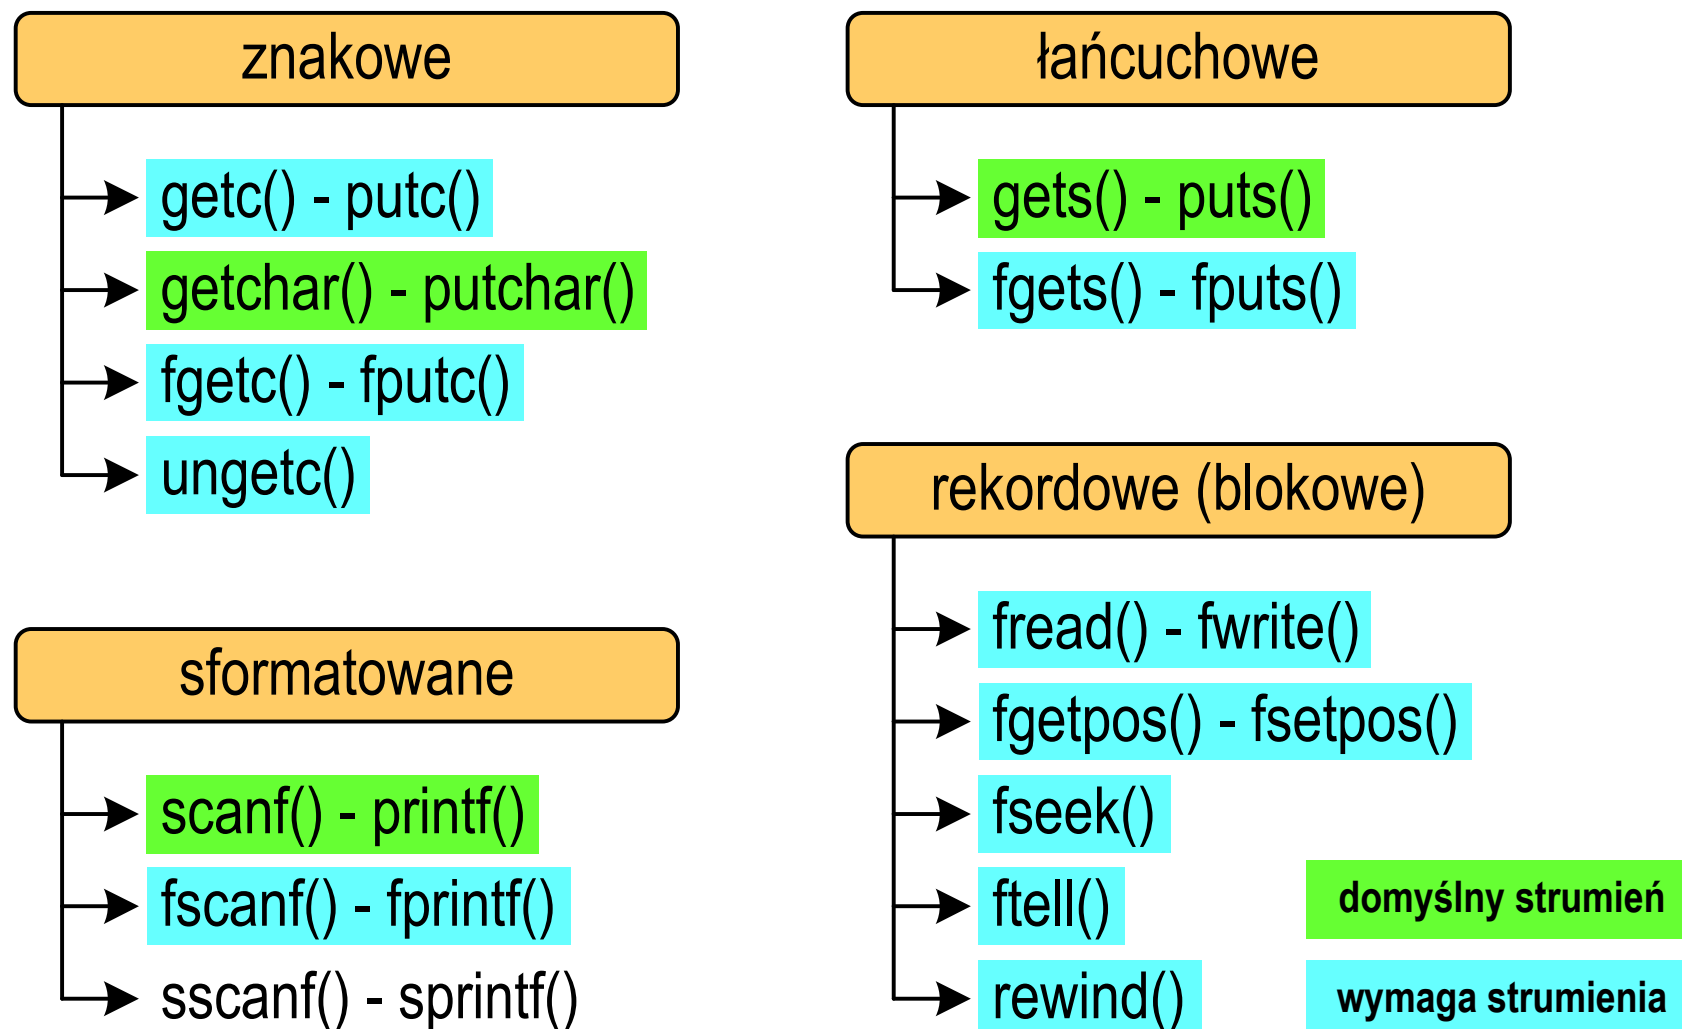 znakowe
getc() - putc()
getchar() - putchar()
fgetc() - fputc()
ungetc()
sformatowane
scanf() - printf()
fscanf() - fprintf()
sscanf() - sprintf()
łańcuchowe
gets() - puts()
fgets() - fputs()
rekordowe (blokowe)
fread() - fwrite()
fgetpos() - fsetpos()
fseek()
ftell()
rewind()
domyślny strumień
wymaga strumienia